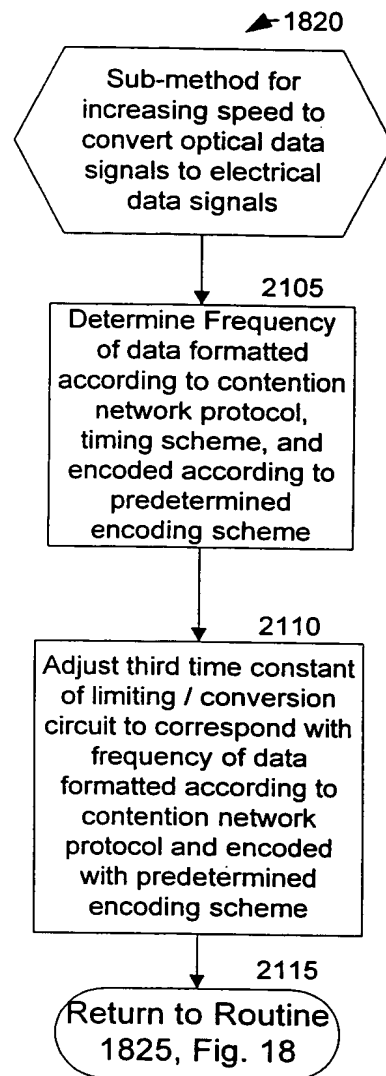 1820
Sub-method for
increasing speed to
convert optical data
signals to electrical
data signals
2105
Determine Frequency
of data formatted
according to contention
network protocol,
timing scheme, and
encoded according to
predetermined
encoding scheme
2110
Adjust third time constant
of limiting / conversion
circuit to correspond with
frequency of data
formatted according to
contention network
protocol and encoded
with predetermined
encoding scheme
2115
Return to Routine
1825, Fig. 18